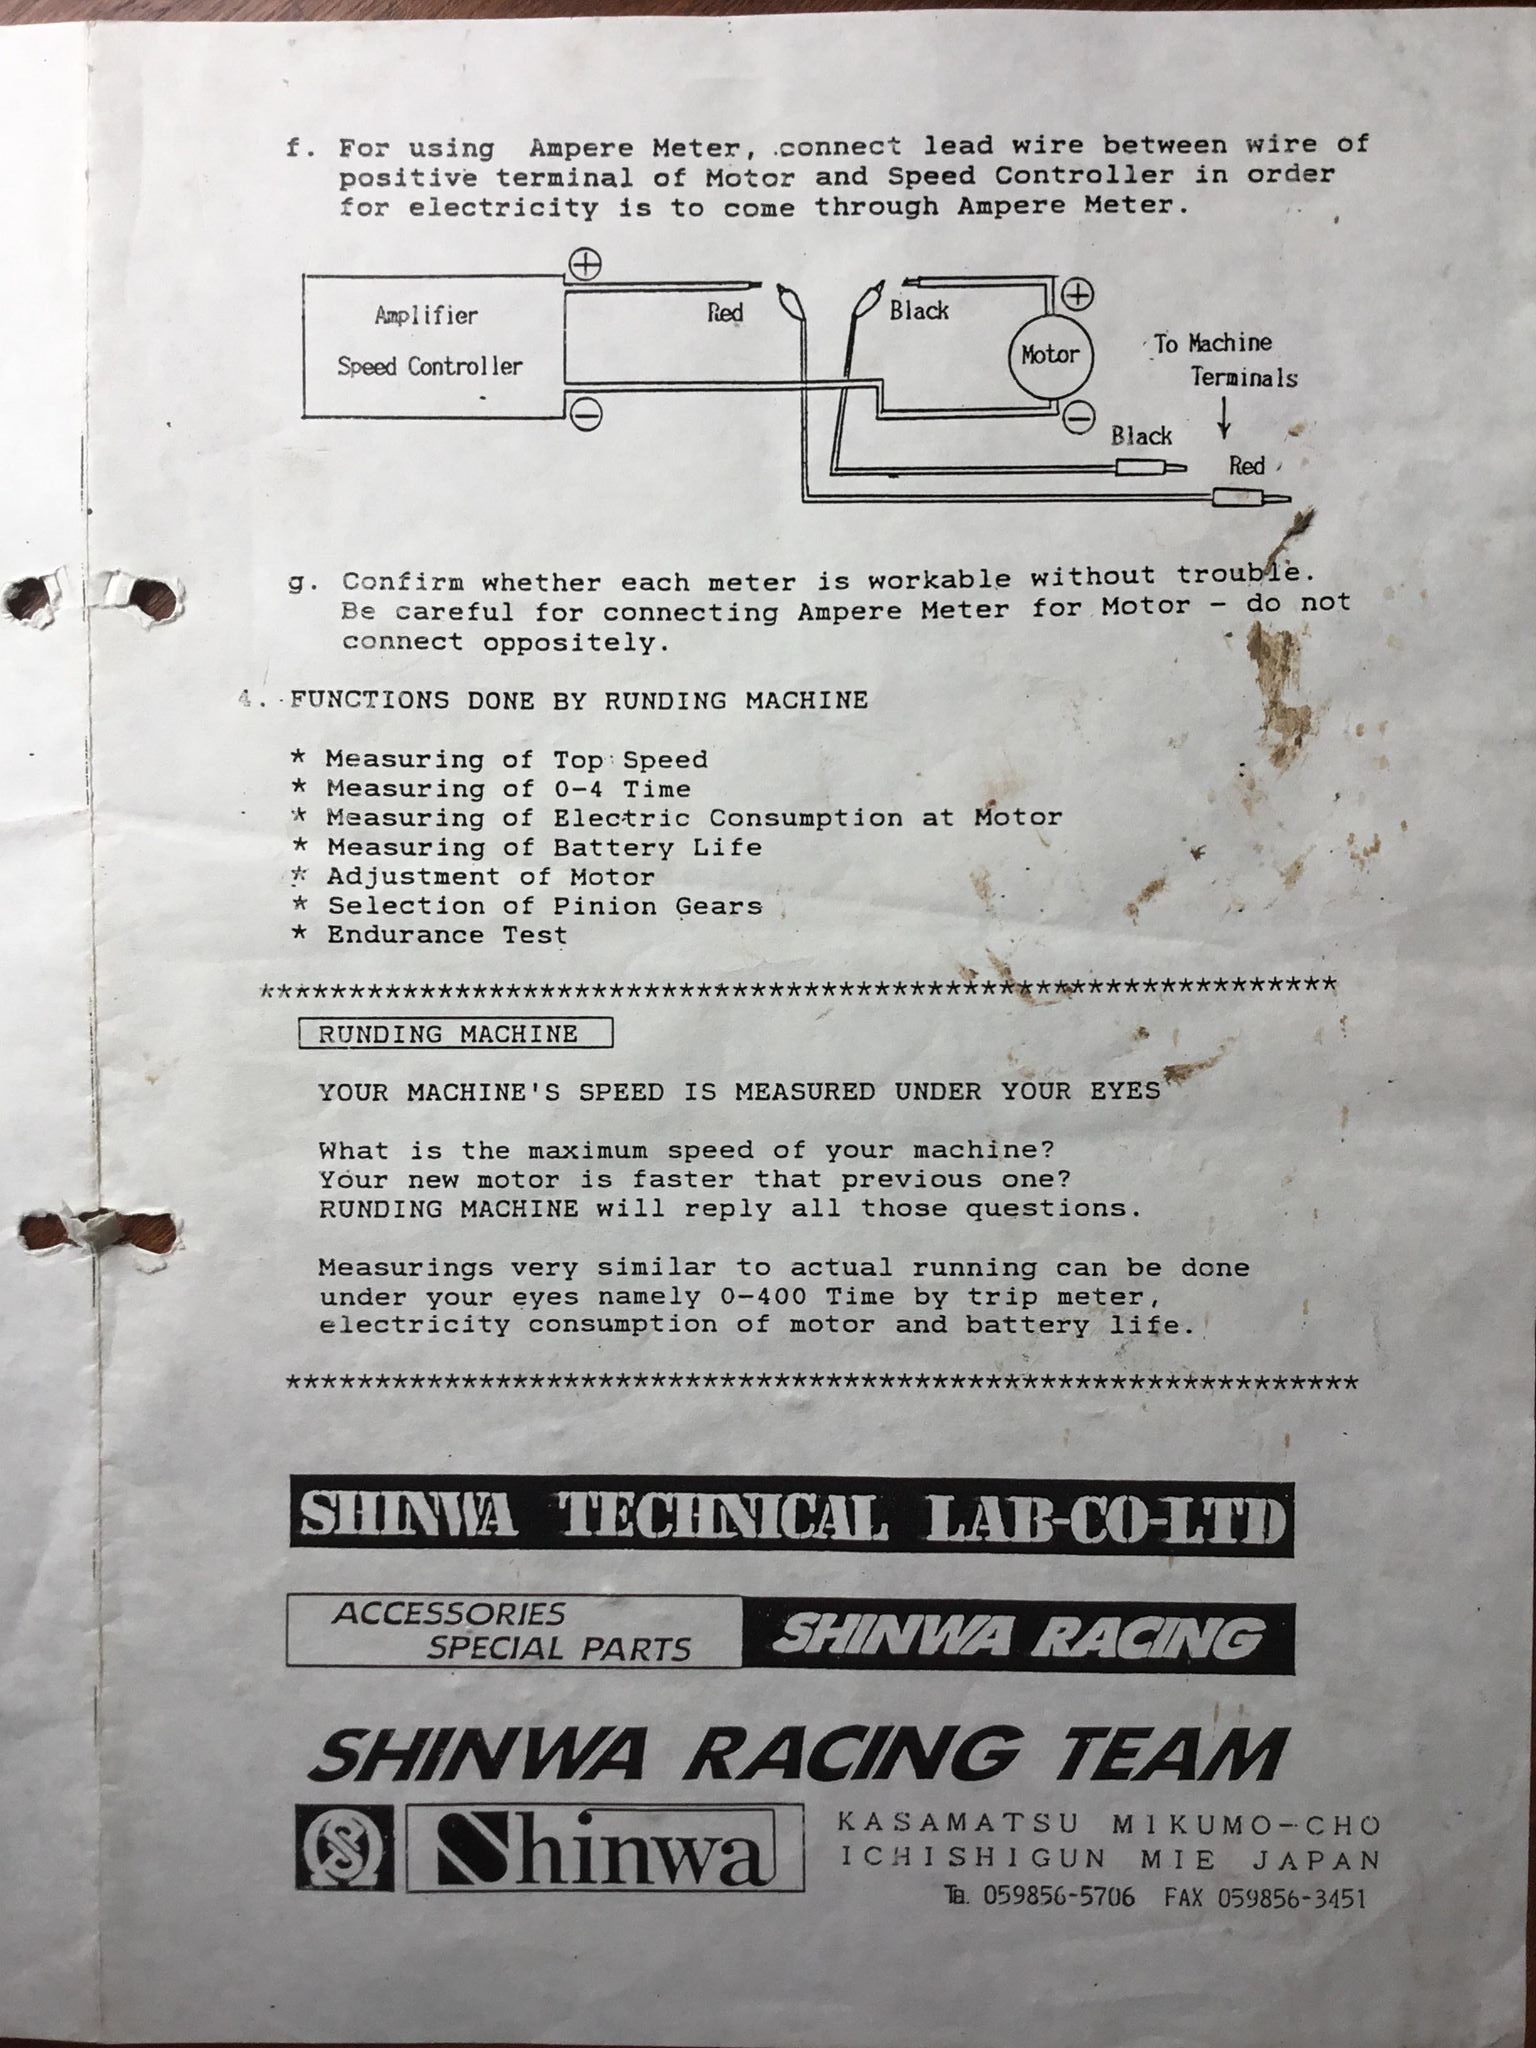 f. For using Ampere Meter, connect lead wire between wire of
positive terminal of Motor and Speed Controller in order
for electricity is to come through Ampere Meter.
+
Amplifier
Speed Controller
Red
Black
+
Motor
To Machine
Terminals
−
−
Black
Red
g. Confirm whether each meter is workable without trouble.
Be careful for connecting Ampere Meter for Motor - do not
connect oppositely.
4. FUNCTIONS DONE BY RUNDING MACHINE
* Measuring of Top Speed
* Measuring of 0-4 Time
* Measuring of Electric Consumption at Motor
* Measuring of Battery Life
* Adjustment of Motor
* Selection of Pinion Gears
* Endurance Test
*************************************************************
RUNDING MACHINE
YOUR MACHINE'S SPEED IS MEASURED UNDER YOUR EYES
What is the maximum speed of your machine?
Your new motor is faster that previous one?
RUNDING MACHINE will reply all those questions.
Measurings very similar to actual running can be done
under your eyes namely 0-400 Time by trip meter,
electricity consumption of motor and battery life.
*************************************************************
SHINWA TECHNICAL LAB-CO-LTD
ACCESSORIES
SPECIAL PARTS
SHINWA RACING
SHINWA RACING TEAM
Shinwa
KASAMATSU MIKUMO-CHO
ICHISHIGUN MIE JAPAN
℡. 059856-5706 FAX 059856-3451